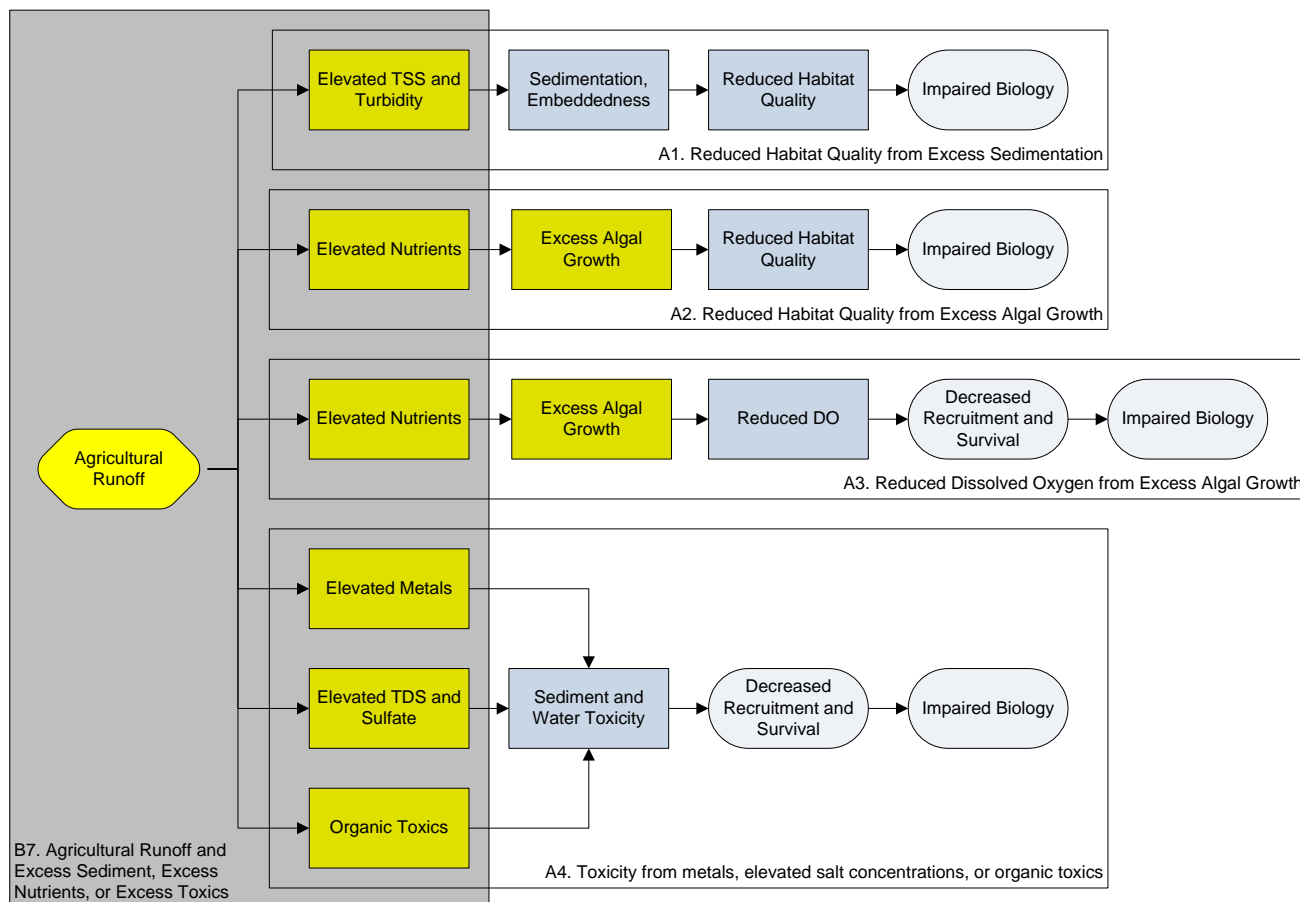 Elevated TSS and
Turbidity
Sedimentation,
Embeddedness
Reduced Habitat
Quality
Impaired Biology
A1. Reduced Habitat Quality from Excess Sedimentation
Elevated Nutrients
Excess Algal
Growth
Reduced Habitat
Quality
Impaired Biology
A2. Reduced Habitat Quality from Excess Algal Growth
Elevated Nutrients
Excess Algal
Growth
Reduced DO
Decreased
Recruitment and
Survival
Impaired Biology
A3. Reduced Dissolved Oxygen from Excess Algal Growth
Agricultural
Runoff
Elevated Metals
Elevated TDS and
Sulfate
Sediment and
Water Toxicity
Decreased
Recruitment and
Survival
Impaired Biology
Organic Toxics
A4. Toxicity from metals, elevated salt concentrations, or organic toxics
B7. Agricultural Runoff and
Excess Sediment, Excess
Nutrients, or Excess Toxics